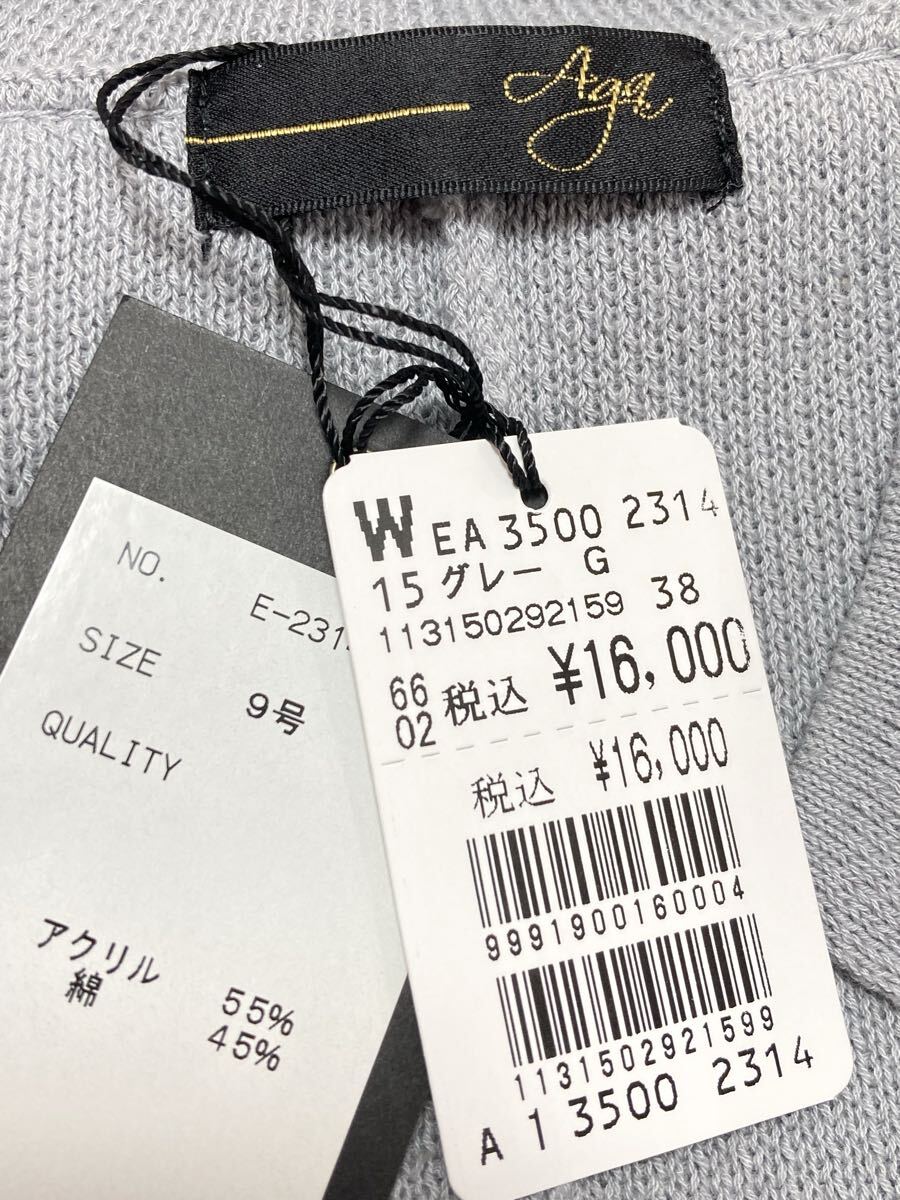 Aga
W EA 3500 2314
15 グレー G
113150292159 38
66
02 税込 ¥16,000
税込 ¥16,000
9991900160004
1131502921599
A 1 3500 2314
NO.
E-231
SIZE
9号
QUALITY
アクリル 55%
綿 45%